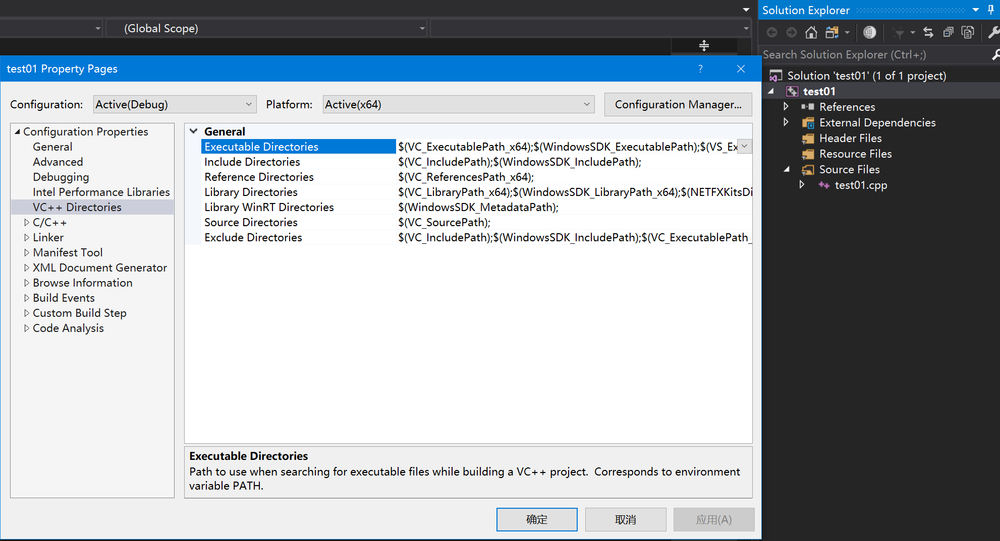 (Global Scope)
Solution Explorer
Search Solution Explorer (Ctrl+;)
Solution 'test01' (1 of 1 project)
test01
References
External Dependencies
Header Files
Resource Files
Source Files
test01.cpp
test01 Property Pages
?
Configuration: Active(Debug) Platform: Active(x64) Configuration Manager...
Configuration Properties
General
Advanced
Debugging
Intel Performance Libraries
VC++ Directories
C/C++
Linker
Manifest Tool
XML Document Generator
Browse Information
Build Events
Custom Build Step
Code Analysis
General
Executable Directories $(VC_ExecutablePath_x64);$(WindowsSDK_ExecutablePath);$(VS_Ex
Include Directories $(VC_IncludePath);$(WindowsSDK_IncludePath);
Reference Directories $(VC_ReferencesPath_x64);
Library Directories $(VC_LibraryPath_x64);$(WindowsSDK_LibraryPath_x64);$(NETFXKitsDi
Library WinRT Directories $(WindowsSDK_MetadataPath);
Source Directories $(VC_SourcePath);
Exclude Directories $(VC_IncludePath);$(WindowsSDK_IncludePath);$(VC_ExecutablePath_
Executable Directories
Path to use when searching for executable files while building a VC++ project.  Corresponds to environment
variable PATH.
确定 取消 应用(A)